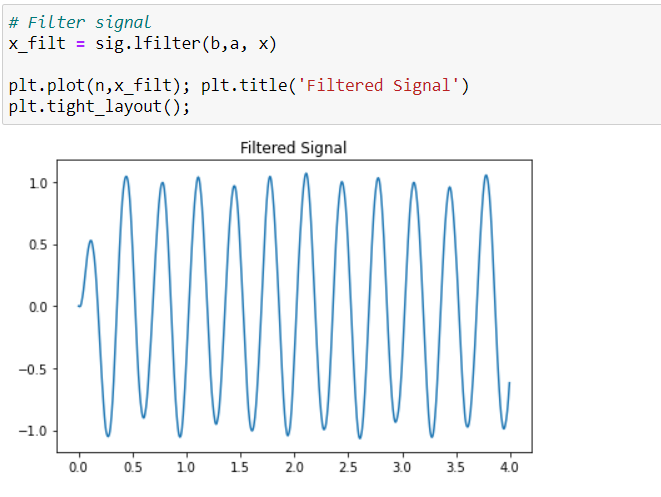 # Filter signal
x_filt = sig.lfilter(b,a, x)
plt.plot(n,x_filt); plt.title('Filtered Signal')
plt.tight_layout();
Filtered Signal
1.0
0.5
0.0
−0.5
−1.0
0.0 0.5 1.0 1.5 2.0 2.5 3.0 3.5 4.0